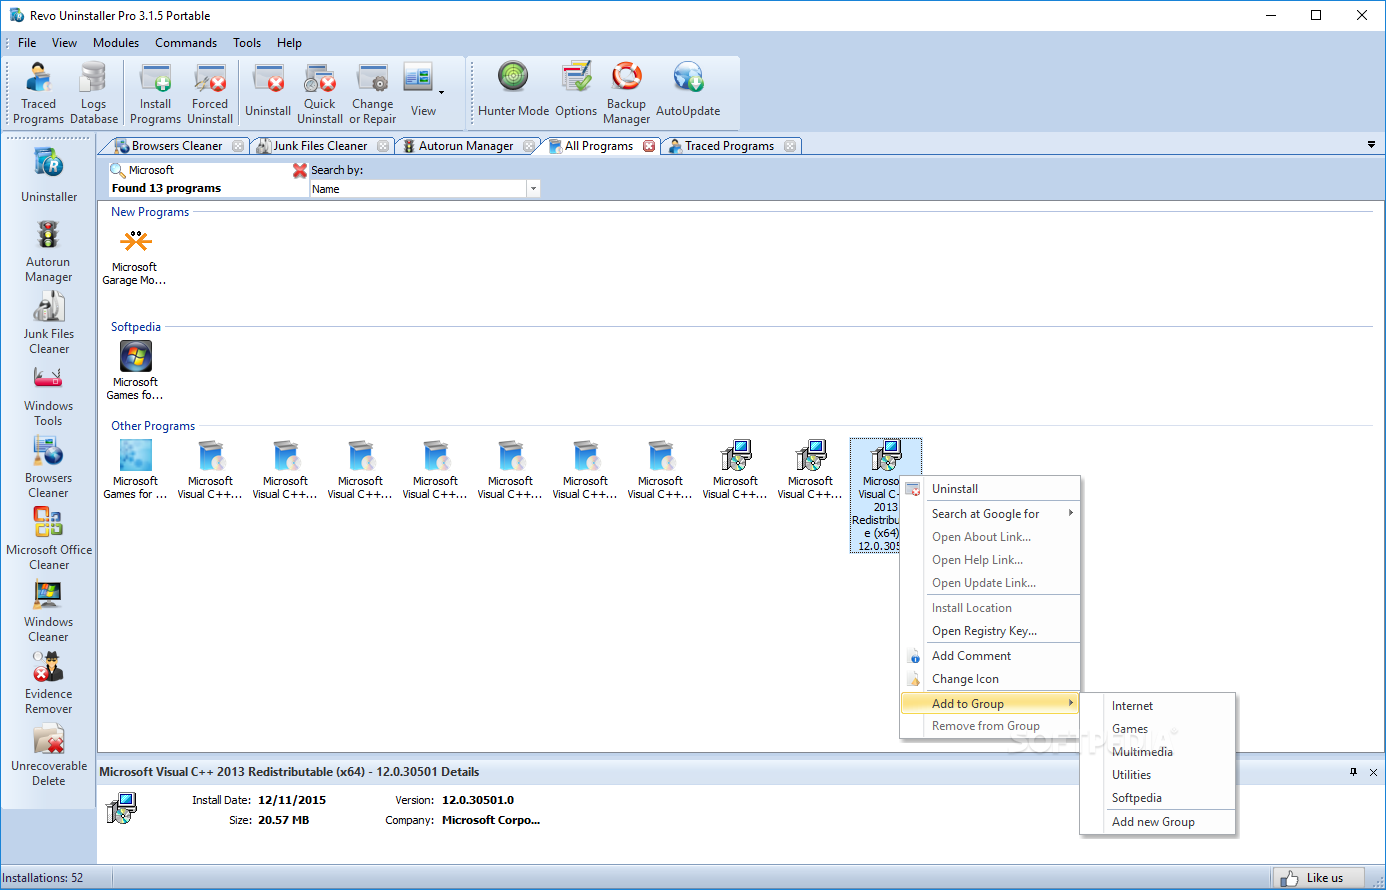 Revo Uninstaller Pro 3.1.5 Portable
File View Modules Commands Tools Help
Traced Programs
Logs Database
Install Programs
Forced Uninstall
Uninstall
Quick Uninstall
Change or Repair
View
Hunter Mode
Options
Backup Manager
AutoUpdate
Browsers Cleaner
Junk Files Cleaner
Autorun Manager
All Programs
Traced Programs
Uninstaller
Autorun
Manager
Junk Files
Cleaner
Windows
Tools
Browsers
Cleaner
Microsoft Office
Cleaner
Windows
Cleaner
Evidence
Remover
Unrecoverable
Delete
Microsoft
Found 13 programs
Search by:
Name
New Programs
Microsoft
Garage Mo...
Softpedia
Microsoft
Games fo...
Other Programs
Microsoft
Games for ...
Microsoft
Visual C++...
Microsoft
Visual C++...
Microsoft
Visual C++...
Microsoft
Visual C++...
Microsoft
Visual C++...
Microsoft
Visual C++...
Microsoft
Visual C++...
Microsoft
Visual C++...
Microsoft
Visual C++...
Microso
Visual C-
2013
Redistribu
e (x64)
12.0.305
Uninstall
Search at Google for
Open About Link...
Open Help Link...
Open Update Link...
Install Location
Open Registry Key...
Add Comment
Change Icon
Add to Group
Remove from Group
Internet
Games
Multimedia
Utilities
Softpedia
Add new Group
SOFTPEDIA
Microsoft Visual C++ 2013 Redistributable (x64) - 12.0.30501 Details
Install Date: 12/11/2015 Version: 12.0.30501.0
Size: 20.57 MB Company: Microsoft Corpo...
Installations: 52
Like us